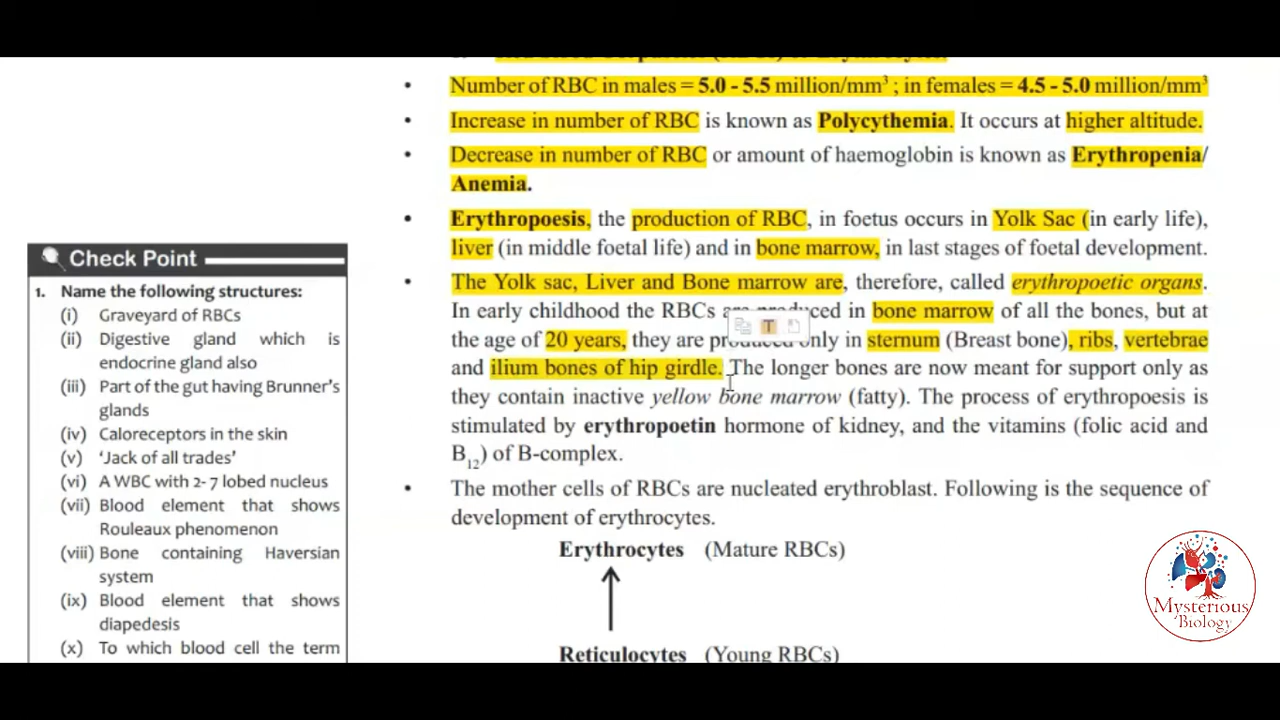 • Number of RBC in males = 5.0 - 5.5 million/mm³ ; in females = 4.5 - 5.0 million/mm³
• Increase in number of RBC is known as Polycythemia. It occurs at higher altitude.
• Decrease in number of RBC or amount of haemoglobin is known as Erythropenia/
Anemia.
• Erythropoesis, the production of RBC, in foetus occurs in Yolk Sac (in early life),
liver (in middle foetal life) and in bone marrow, in last stages of foetal development.
• The Yolk sac, Liver and Bone marrow are, therefore, called erythropoetic organs.
In early childhood the RBCs are produced in bone marrow of all the bones, but at
the age of 20 years, they are produced only in sternum (Breast bone), ribs, vertebrae
and ilium bones of hip girdle. The longer bones are now meant for support only as
they contain inactive yellow bone marrow (fatty). The process of erythropoesis is
stimulated by erythropoetin hormone of kidney, and the vitamins (folic acid and
B₁₂) of B-complex.
• The mother cells of RBCs are nucleated erythroblast. Following is the sequence of
development of erythrocytes.
Erythrocytes (Mature RBCs)
Reticulocytes (Young RBCs)
Check Point
1. Name the following structures:
(i) Graveyard of RBCs
(ii) Digestive gland which is
endocrine gland also
(iii) Part of the gut having Brunner's
glands
(iv) Caloreceptors in the skin
(v) 'Jack of all trades'
(vi) A WBC with 2- 7 lobed nucleus
(vii) Blood element that shows
Rouleaux phenomenon
(viii) Bone containing Haversian
system
(ix) Blood element that shows
diapedesis
(x) To which blood cell the term
Mysterious
Biology